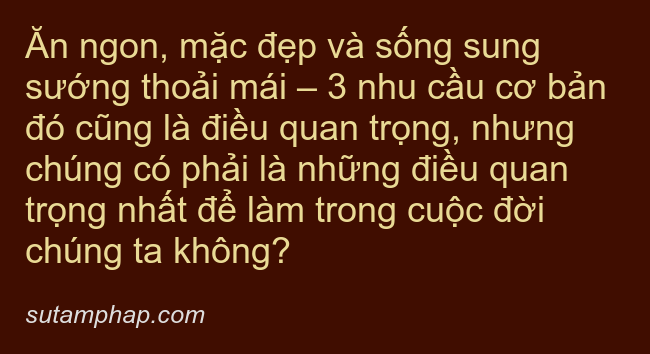 Ăn ngon, mặc đẹp và sống sung
sướng thoải mái – 3 nhu cầu cơ bản
đó cũng là điều quan trọng, nhưng
chúng có phải là những điều quan
trọng nhất để làm trong cuộc đời
chúng ta không?
sutamphap.com